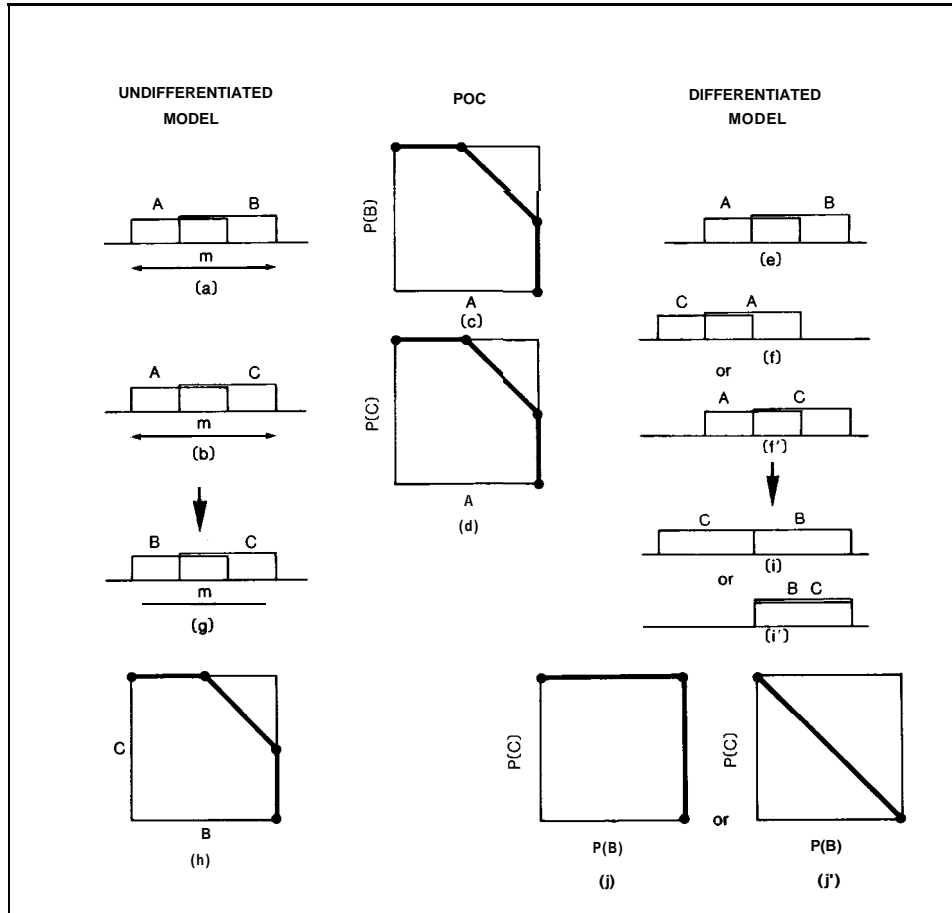 UNDIFFERENTIATED
MODEL
A B
m
(a)
A C
m
(b)
B C
m
(g)
C
B
(h)
POC
P(B)
A
(c)
P(C)
A
(d)
DIFFERENTIATED
MODEL
A B
(e)
C A
(f)
or
A C
(f')
C B
(i)
or
B C
(i')
P(C)
P(B)
(j)
or
P(C)
P(B)
(j')